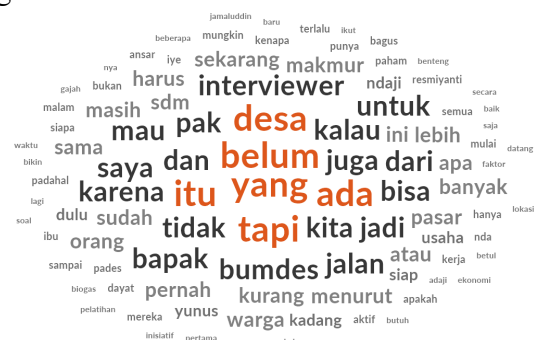 jamaluddin baru
beberapa mungkin kenapa terlalu ikut
ansar iye sekarang makmur punya bagus
nya harus interviewer ndaji paham benteng
gajah bukan resmiyanti
malam masih sdm desa untuk semua secara baik
siapa mau pak kalau ini lebih saja
waktu sama dan belum juga dari apa mulai datang
bikin saya faktor
padahal karena itu yang ada bisa banyak
lagi dulu sudah tidak tapi kita jadi pasar hanya lokasi
soal ibu orang usaha nda
sampai pades bapak bumdes jalan atau kerja betul
biogas dayat pernah siap adaji ekonomi
pelatihan kurang menurut apakah
mereka yunus warga kadang aktif butuh
inisiatif pertama